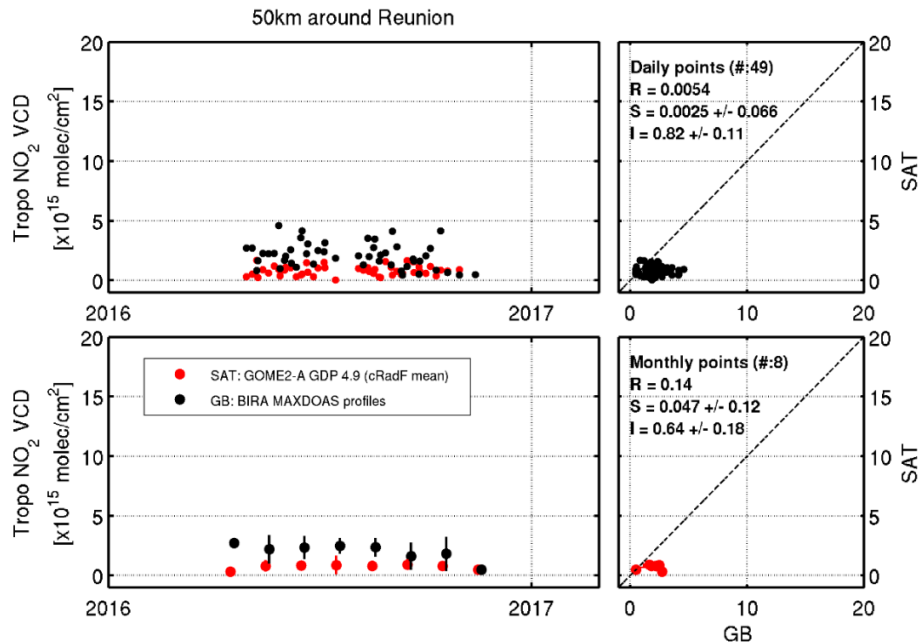 50km around Reunion
Tropo NO2 VCD
[x10^15 molec/cm^2]
20
15
10
5
0
2016
2017
Daily points (#:49)
R = 0.0054
S = 0.0025 +/- 0.066
I = 0.82 +/- 0.11
20
15
10
5
0
SAT
0
10
20
Tropo NO2 VCD
[x10^15 molec/cm^2]
20
15
10
5
0
2016
2017
SAT: GOME2-A GDP 4.9 (cRadF mean)
GB: BIRA MAXDOAS profiles
Monthly points (#:8)
R = 0.14
S = 0.047 +/- 0.12
I = 0.64 +/- 0.18
20
15
10
5
0
SAT
0
10
20
GB